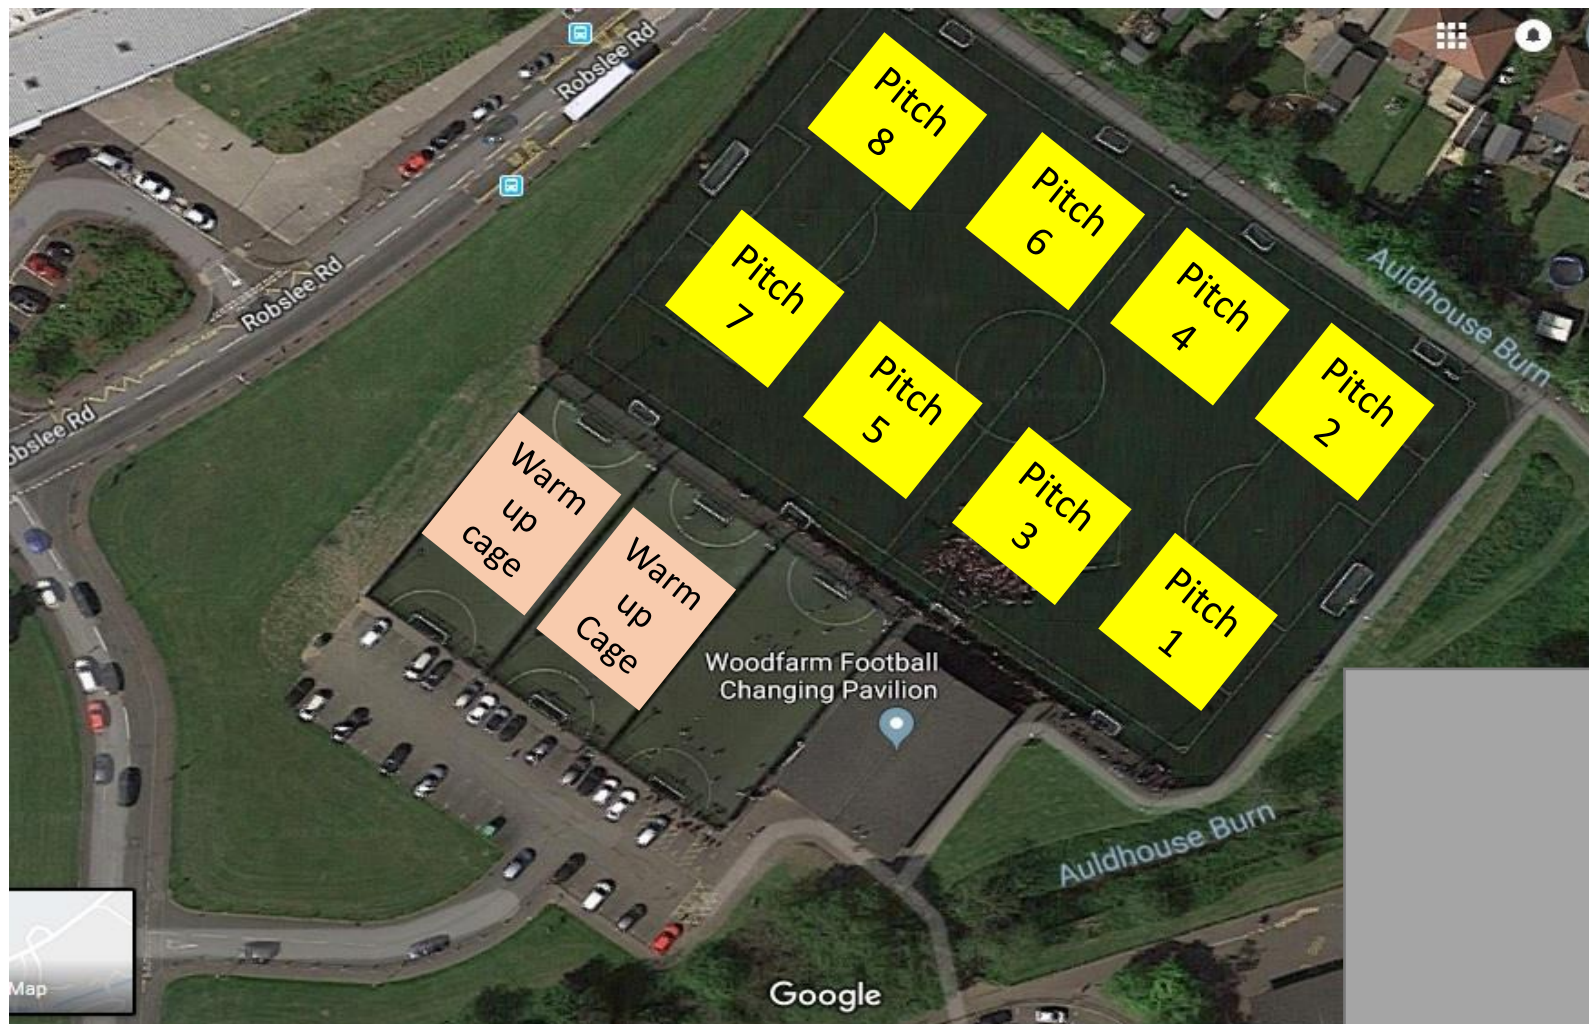 Robslee Rd
Robslee Rd
obslee Rd
Pitch
8
Pitch
6
Pitch
4
Pitch
2
Pitch
7
Pitch
5
Pitch
3
Pitch
1
Warm
up
cage
Warm
up
Cage
Auldhouse Burn
Woodfarm Football
Changing Pavilion
Auldhouse Burn
Map
Google